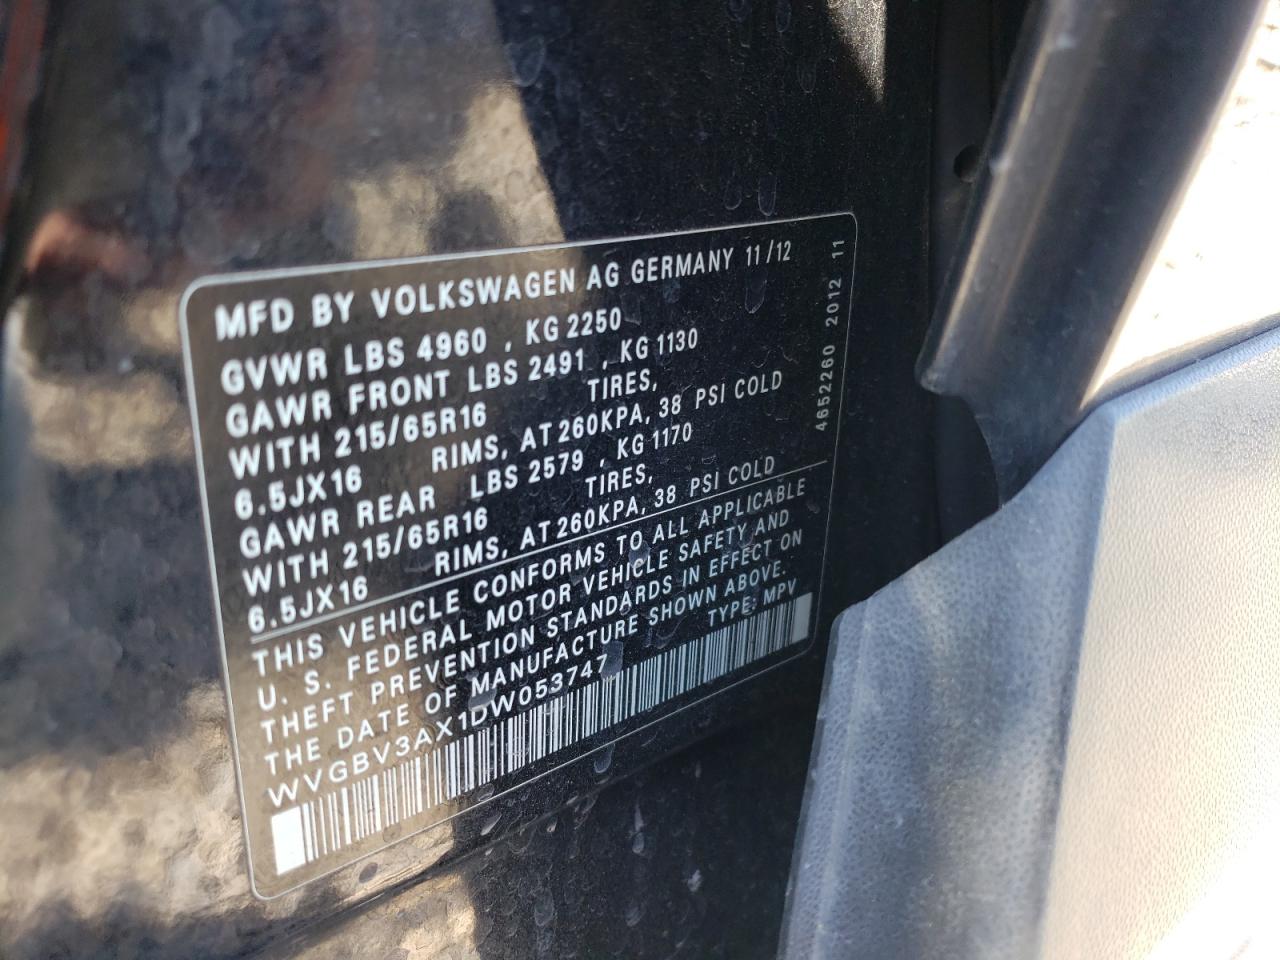 MFD BY VOLKSWAGEN AG GERMANY 11/12
GVWR LBS 4960 , KG 2250
GAWR FRONT LBS 2491 , KG 1130
WITH 215/65R16 TIRES,
6.5JX16 RIMS, AT 260KPA, 38 PSI COLD
GAWR REAR LBS 2579 , KG 1170
WITH 215/65R16 TIRES,
6.5JX16 RIMS, AT 260KPA, 38 PSI COLD
THIS VEHICLE CONFORMS TO ALL APPLICABLE
U. S. FEDERAL MOTOR VEHICLE SAFETY AND
THEFT PREVENTION STANDARDS IN EFFECT ON
THE DATE OF MANUFACTURE SHOWN ABOVE.
WVGBV3AX1DW053747 TYPE: MPV
4652260 2012 11